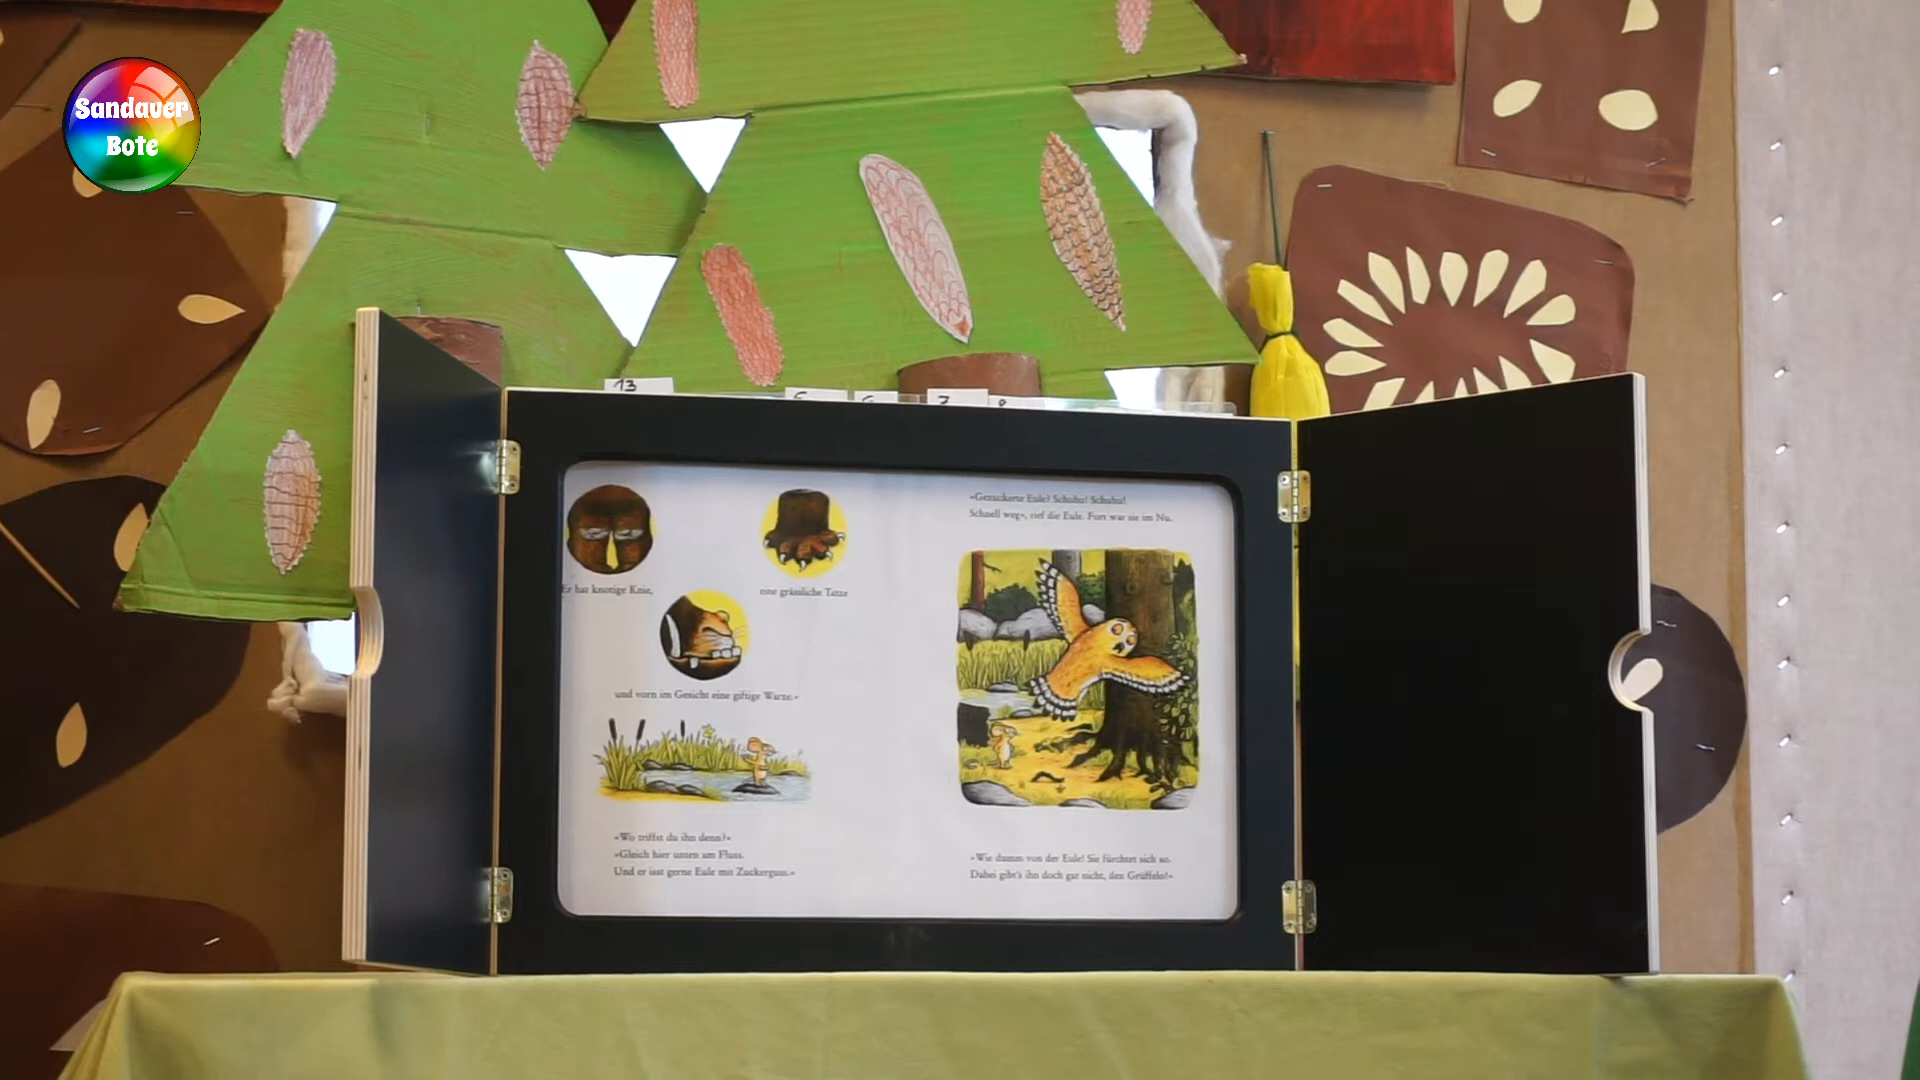 Sandauer
Bote
13
7
Er hat knotige Knie,
eine grässliche Tatze
und vorn im Gesicht eine giftige Warze.«
»Wo triffst du ihn denn?«
»Gleich hier unten am Fluss.
Und er isst gerne Eule mit Zuckerguss.«
»Gezuckerte Eule? Schuhu! Schuhu!
Schnell weg«, rief die Eule. Fort war sie im Nu.
»Wie dumm von der Eule! Sie fürchtet sich so.
Dabei gibt's ihn doch gar nicht, den Grüffelo!«